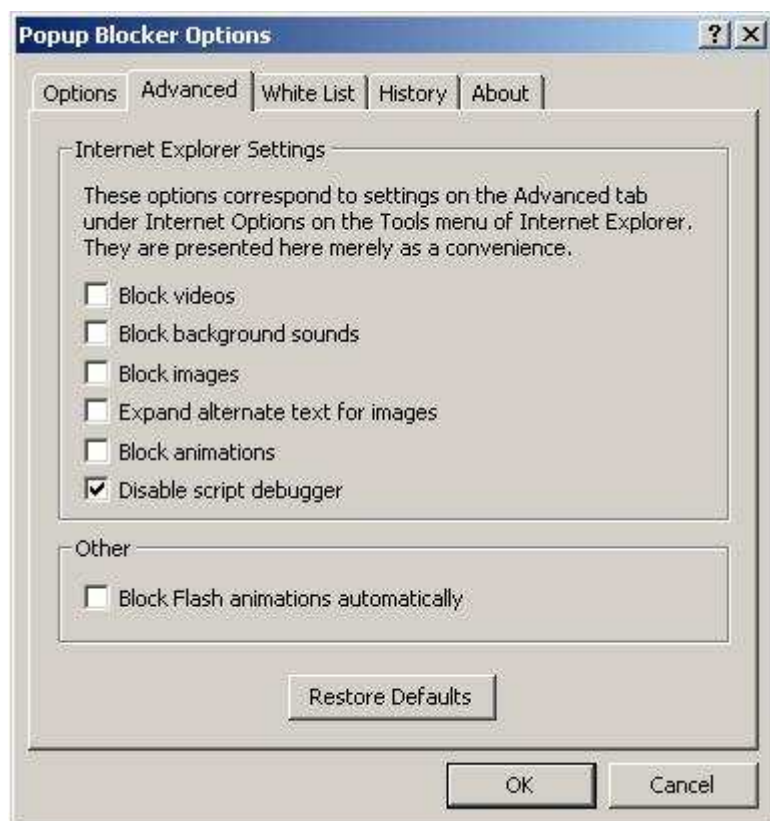 Popup Blocker Options
Options Advanced White List History About
Internet Explorer Settings
These options correspond to settings on the Advanced tab
under Internet Options on the Tools menu of Internet Explorer.
They are presented here merely as a convenience.
Block videos
Block background sounds
Block images
Expand alternate text for images
Block animations
Disable script debugger
Other
Block Flash animations automatically
Restore Defaults
OK Cancel